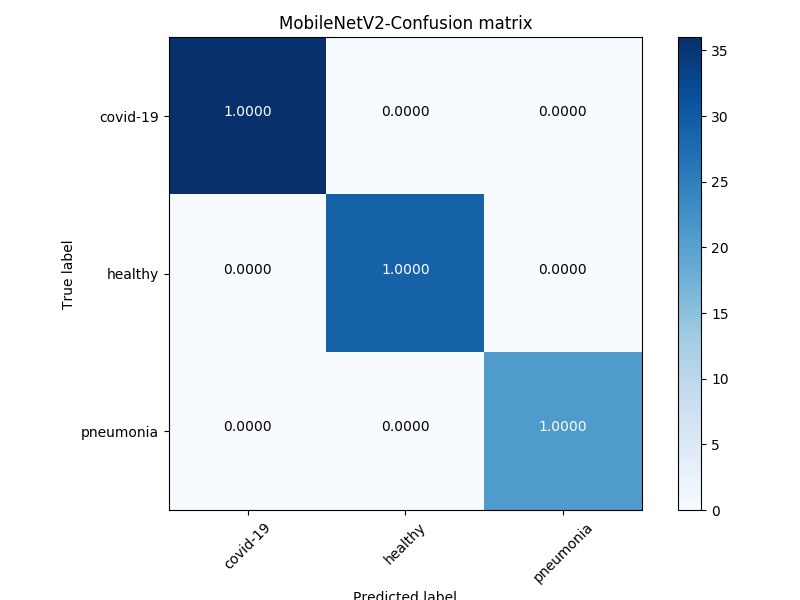 MobileNetV2-Confusion matrix
True label
covid-19
1.0000
0.0000
0.0000
healthy
0.0000
1.0000
0.0000
pneumonia
0.0000
0.0000
1.0000
covid-19
healthy
pneumonia
Predicted label
35
30
25
20
15
10
5
0